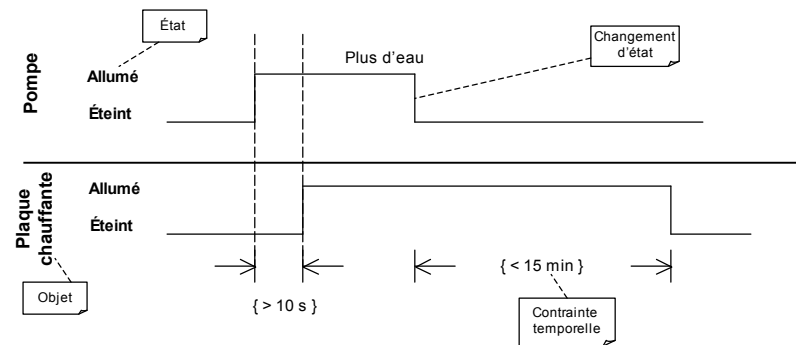 État
Plus d'eau
Changement
d'état
Pompe
Allumé
Éteint
Plaque
chauffante
Allumé
Éteint
Objet
{ > 10 s }
{ < 15 min }
Contrainte
temporelle